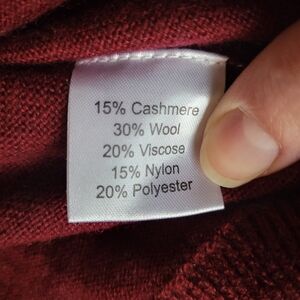 15% Cashmere
30% Wool
20% Viscose
15% Nylon
20% Polyester